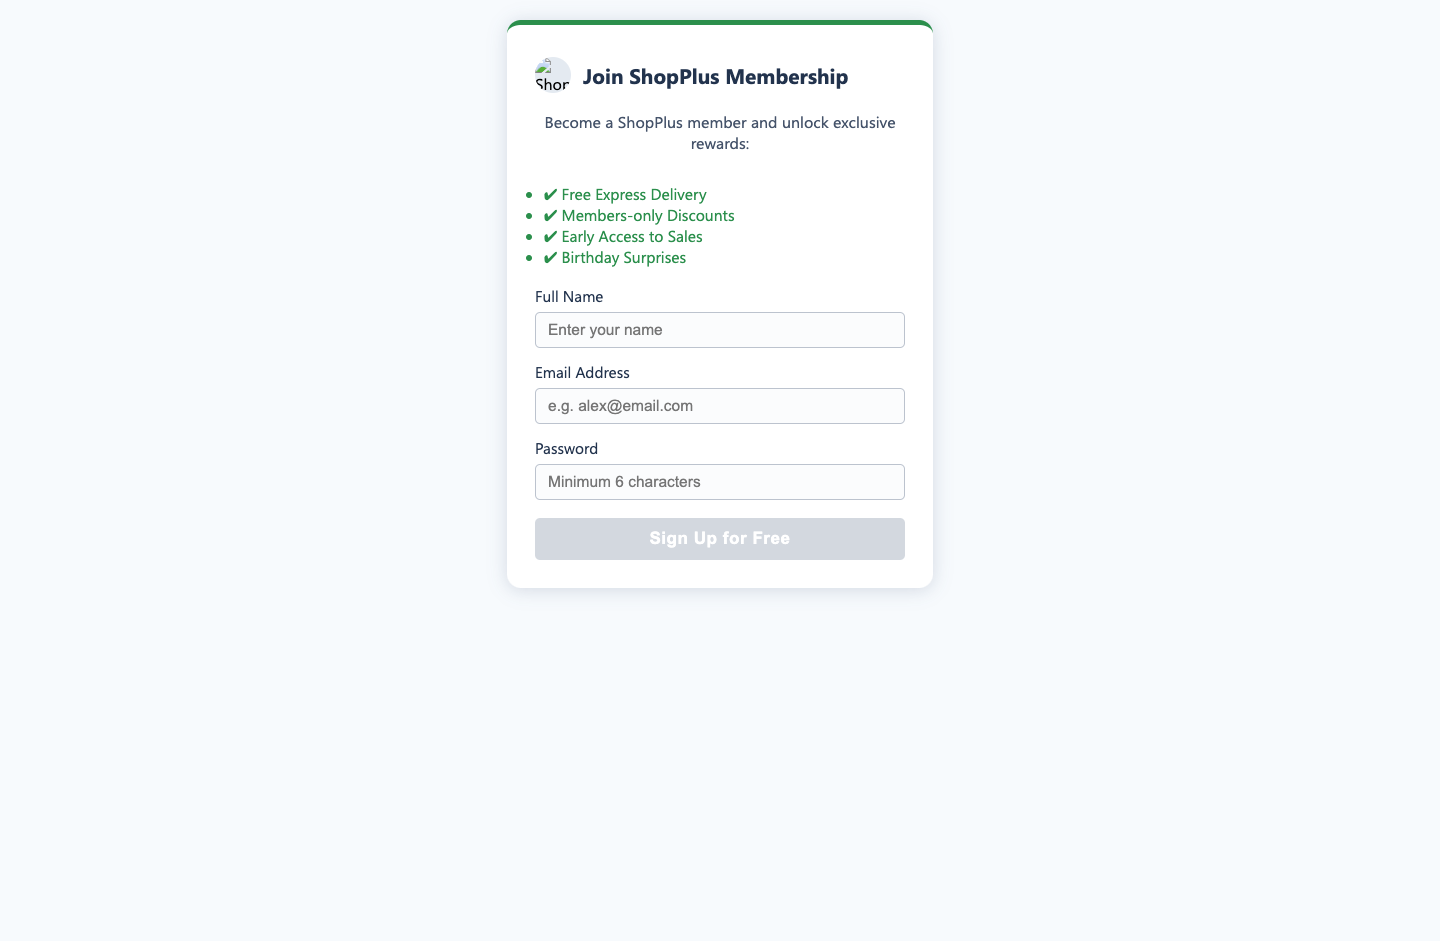 Shor
Join ShopPlus Membership
Become a ShopPlus member and unlock exclusive
rewards:
✔ Free Express Delivery
✔ Members-only Discounts
✔ Early Access to Sales
✔ Birthday Surprises
Full Name
Enter your name
Email Address
e.g. alex@email.com
Password
Minimum 6 characters
Sign Up for Free